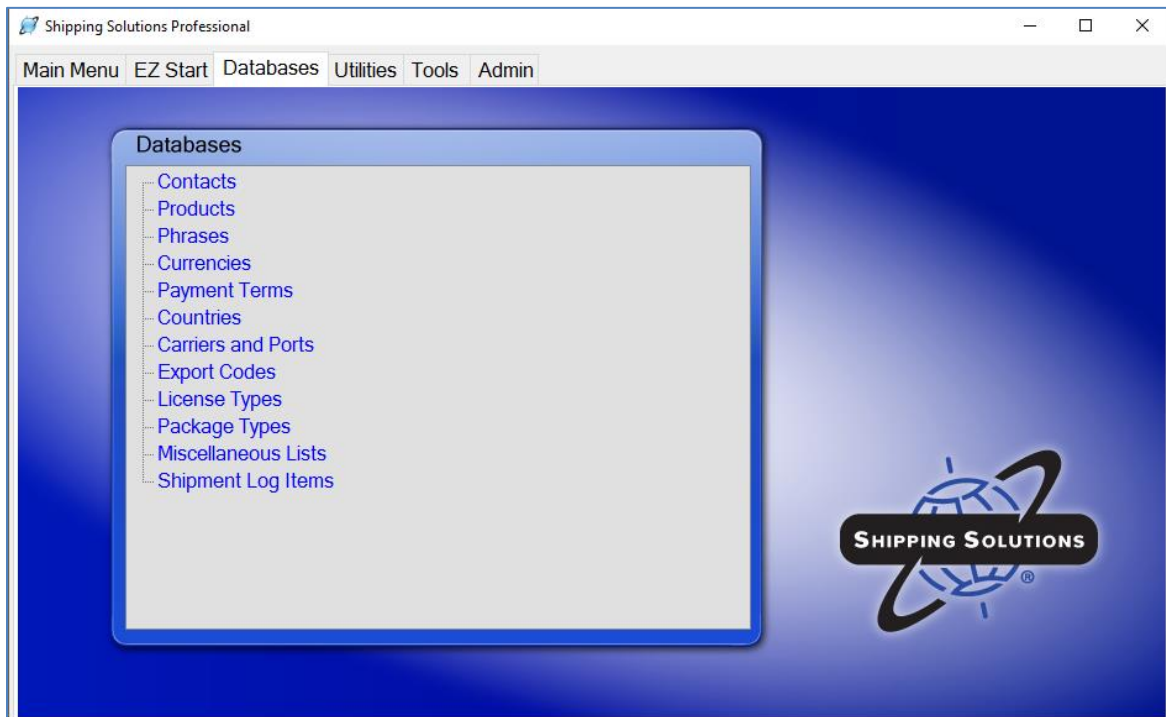 Shipping Solutions Professional
Main Menu EZ Start Databases Utilities Tools Admin
Databases
Contacts
Products
Phrases
Currencies
Payment Terms
Countries
Carriers and Ports
Export Codes
License Types
Package Types
Miscellaneous Lists
Shipment Log Items
SHIPPING SOLUTIONS
®